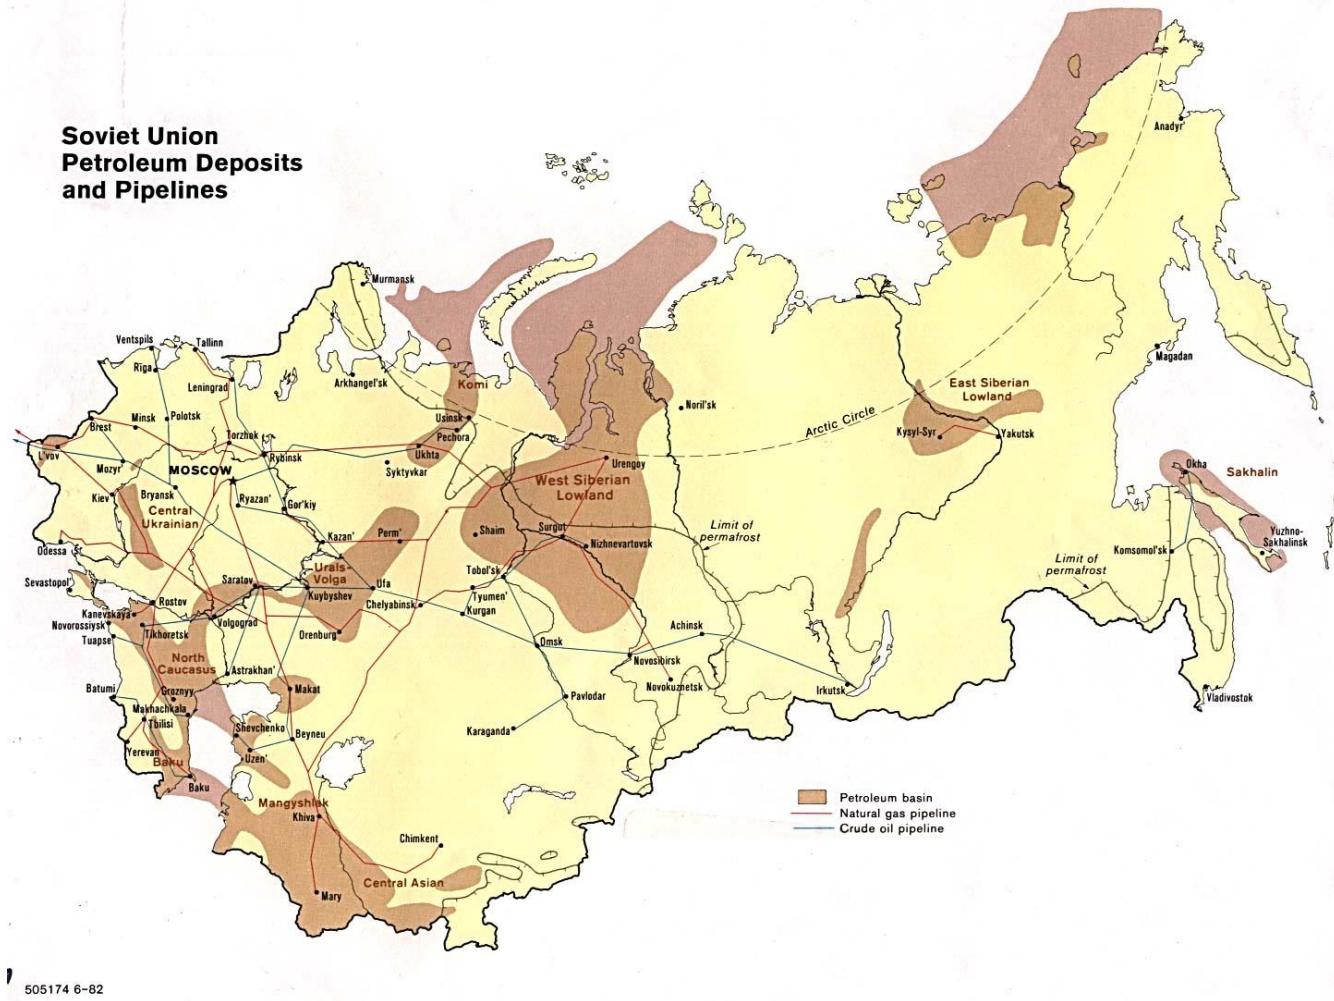 Soviet Union
Petroleum Deposits
and Pipelines
Anadyr'
Murmansk
Ventspils
Tallinn
Rīga
Leningrad
Arkhangel'sk
Komi
Magadan
East Siberian
Lowland
Noril'sk
Arctic Circle
Minsk
Polotsk
Brest
Usinsk
Pechora
Torzhok
Kysyl-Syr
Yakutsk
L'vov
Mozyr'
MOSCOW
Rybinsk
Ukhta
Syktyvkar
Urengoy
Okha
Sakhalin
West Siberian
Lowland
Kiev
Bryansk
Ryazan'
Gor'kiy
Central
Ukrainian
Kazan'
Perm'
Shaim
Surgut
Nizhnevartovsk
Limit of
permafrost
Yuzhno-
Sakhalinsk
Odessa
Komsomol'sk
Limit of
permafrost
Urals-
Volga
Tobol'sk
Sevastopol'
Saratov
Kuybyshev
Ufa
Tyumen'
Chelyabinsk
Kurgan
Rostov
Kanevskaya
Novorossiysk
Volgograd
Tikhoretsk
Tuapse
Orenburg
Omsk
Achinsk
North
Caucasus
Astrakhan'
Novosibirsk
Novokuznetsk
Irkutsk
Batumi
Groznyy
Makat
Pavlodar
Vladivostok
Makhachkala
Tbilisi
Shevchenko
Beyneu
Karaganda
Yerevan
Uzen'
Baku
Baku
Mangyshlak
Khiva
Petroleum basin
Natural gas pipeline
Crude oil pipeline
Chimkent
Central Asian
Mary
505174 6-82